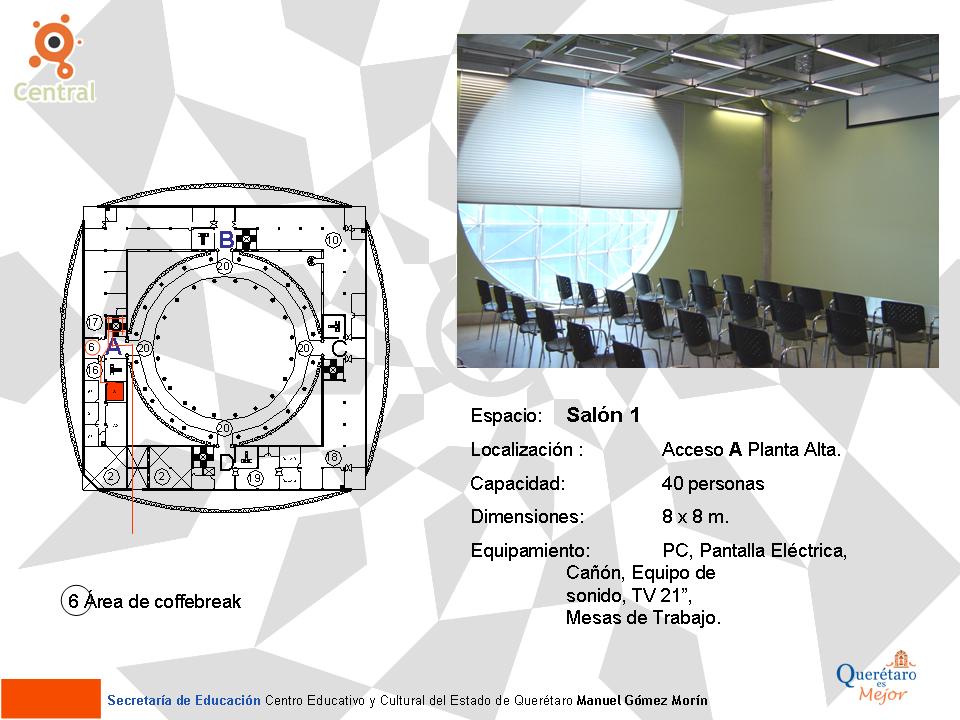 Central
B
10
20
17
6
A
20
20
C
16
20
D
2
2
19
18
6 Área de coffebreak
Espacio: Salón 1
Localización : Acceso A Planta Alta.
Capacidad: 40 personas
Dimensiones: 8 x 8 m.
Equipamiento: PC, Pantalla Eléctrica,
Cañón, Equipo de
sonido, TV 21”,
Mesas de Trabajo.
Querétaro
es
Mejor
Secretaría de Educación Centro Educativo y Cultural del Estado de Querétaro Manuel Gómez Morín